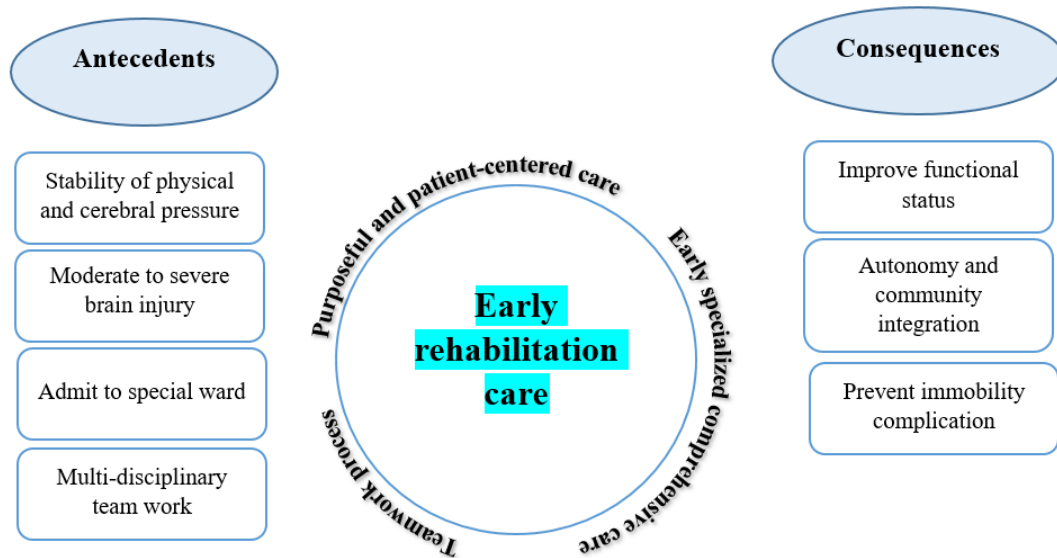 Antecedents
Stability of physical
and cerebral pressure
Moderate to severe
brain injury
Admit to special ward
Multi-disciplinary
team work
Purposeful and patient-centered care
Early specialized comprehensive care
Teamwork process
Early
rehabilitation
care
Consequences
Improve functional
status
Autonomy and
community
integration
Prevent immobility
complication